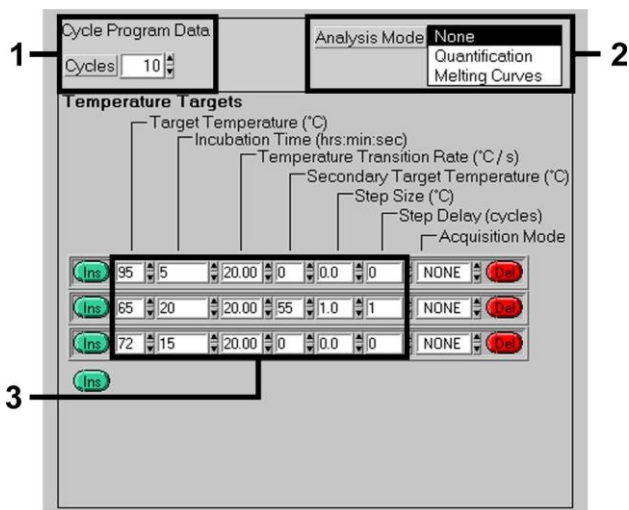 Cycle Program Data
Cycles 10
Analysis Mode None
Quantification
Melting Curves
1
2
Temperature Targets
Target Temperature (°C)
Incubation Time (hrs:min:sec)
Temperature Transition Rate (°C / s)
Secondary Target Temperature (°C)
Step Size (°C)
Step Delay (cycles)
Acquisition Mode
Ins 95 5 20.00 0 0.0 0 NONE Del
Ins 65 20 20.00 55 1.0 1 NONE Del
Ins 72 15 20.00 0 0.0 0 NONE Del
Ins
3